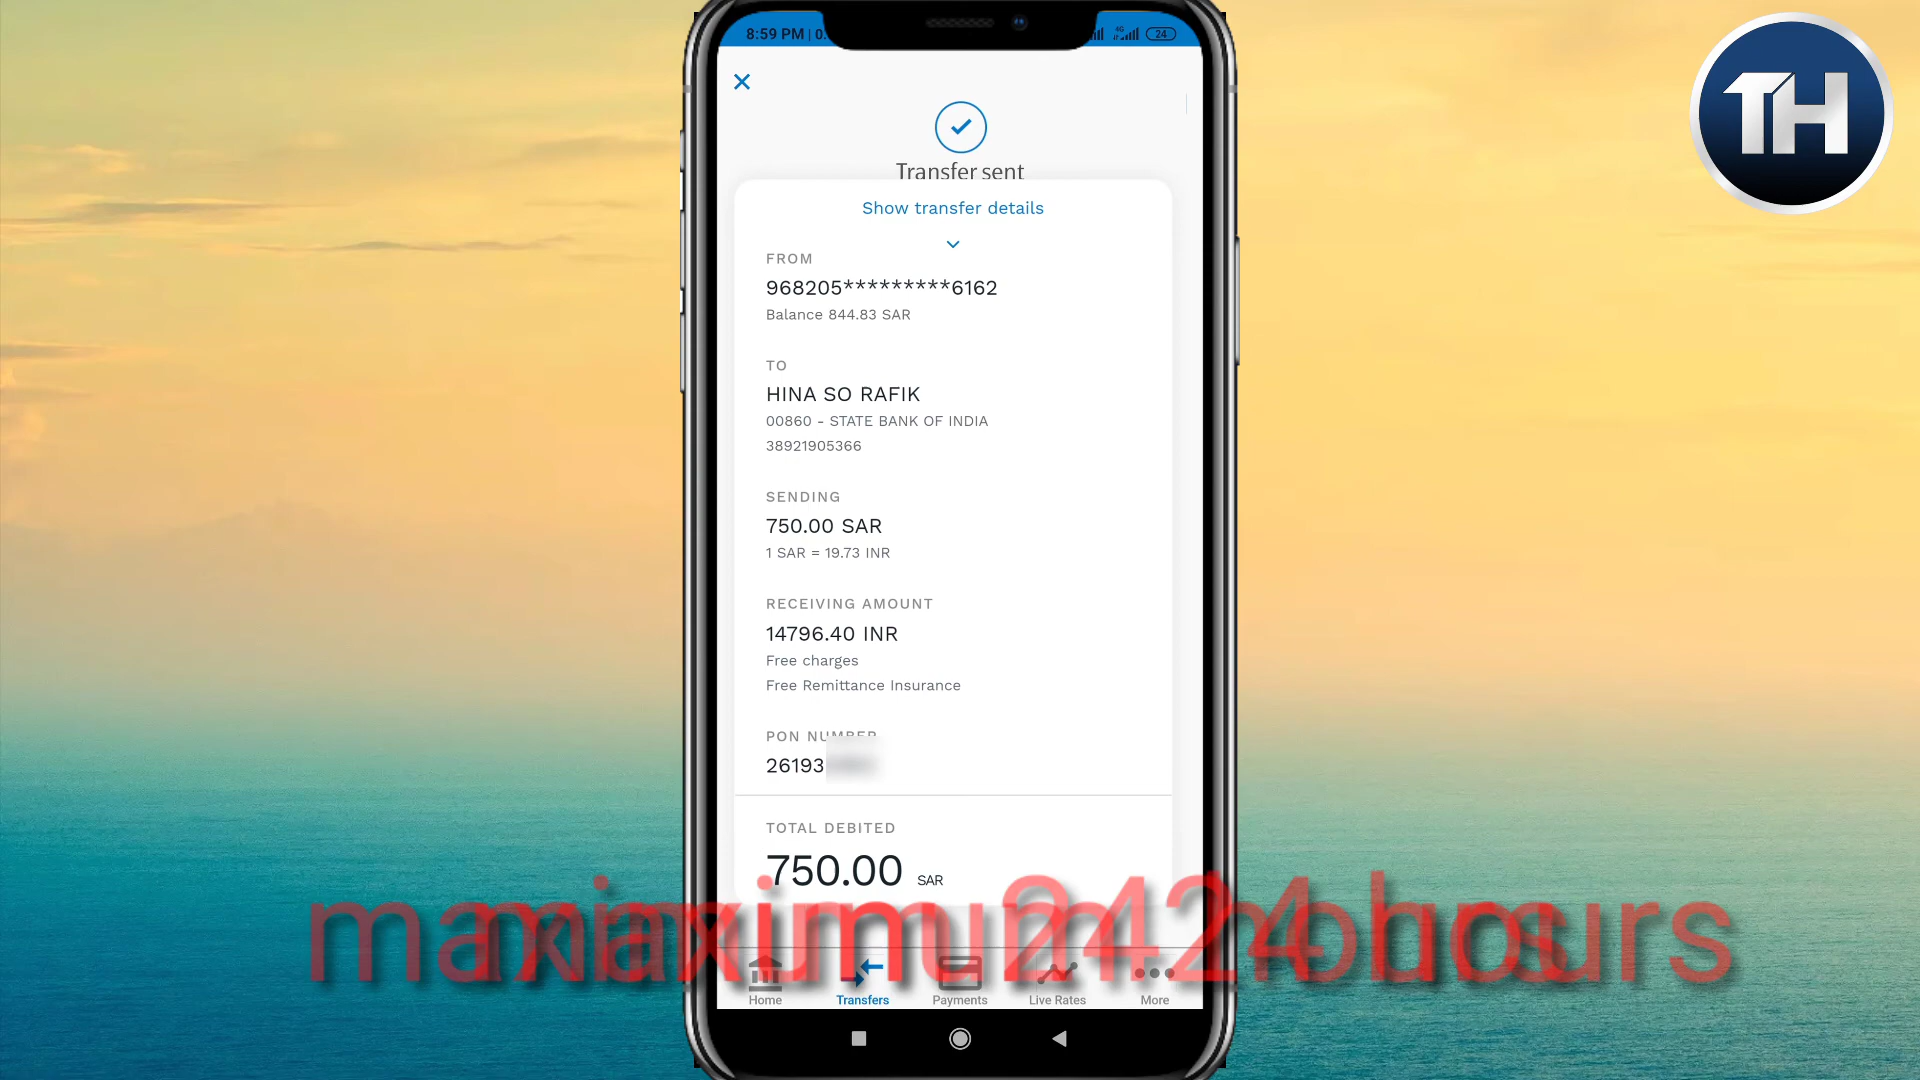 8:59 PM | 0.
24
TH
Transfer sent
Show transfer details
FROM
968205*********6162
Balance 844.83 SAR
TO
HINA SO RAFIK
00860 - STATE BANK OF INDIA
38921905366
SENDING
750.00 SAR
1 SAR = 19.73 INR
RECEIVING AMOUNT
14796.40 INR
Free charges
Free Remittance Insurance
PON NUMBER
26193
TOTAL DEBITED
750.00 SAR
maximum 24 hours
Home
Transfers
Payments
Live Rates
More